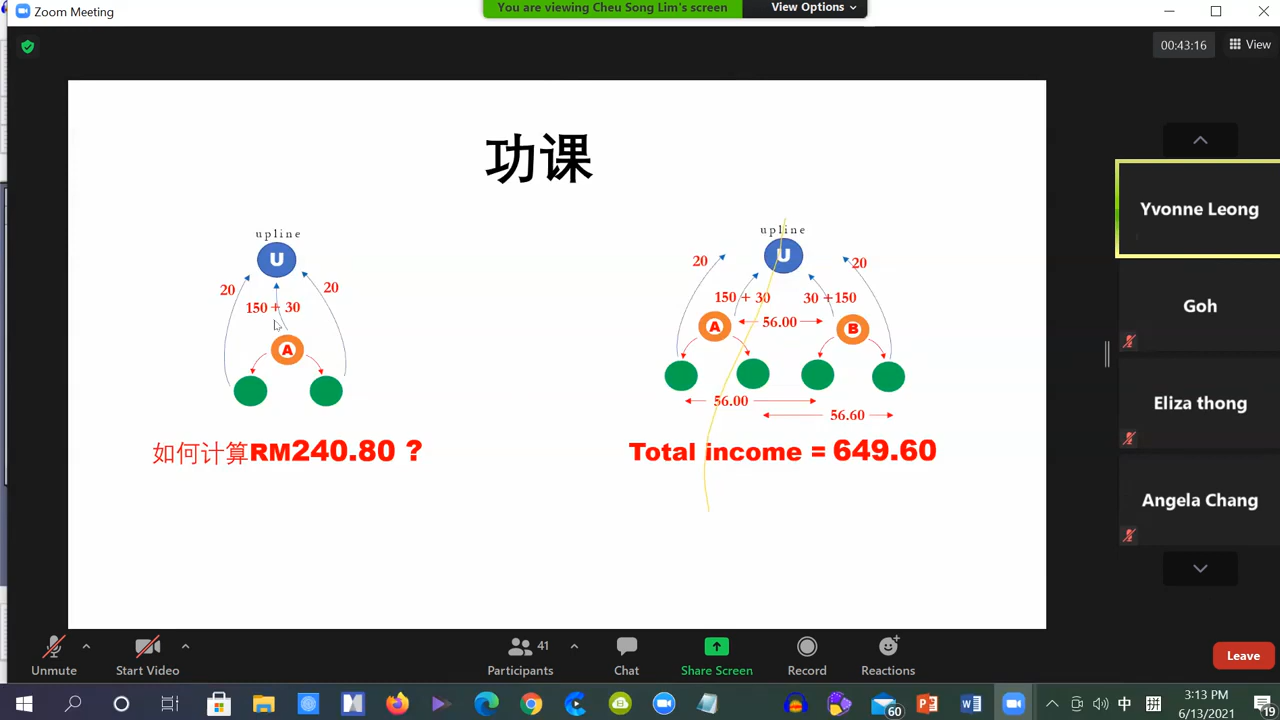 Zoom Meeting
You are viewing Cheu Song Lim's screen
View Options
00:43:16
View
功课
upline
U
20
20
150 + 30
A
如何计算RM240.80 ?
upline
U
20
20
150 + 30
30 +150
A
56.00
B
56.00
56.60
Total income = 649.60
Yvonne Leong
Goh
Eliza thong
Angela Chang
Unmute
Start Video
41
Participants
Chat
Share Screen
Record
Reactions
Leave
60
中
拼
3:13 PM
6/13/2021
19